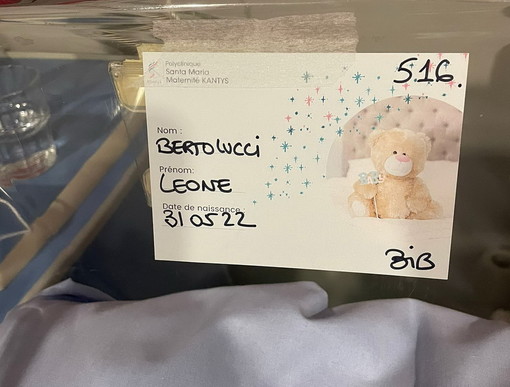 Polyclinique
Santa Maria
Maternité KANTYS
516.
Nom :
BERTOLUCCI
Prénom:
LEONE
Date de naissance :
31 05 22
BiB